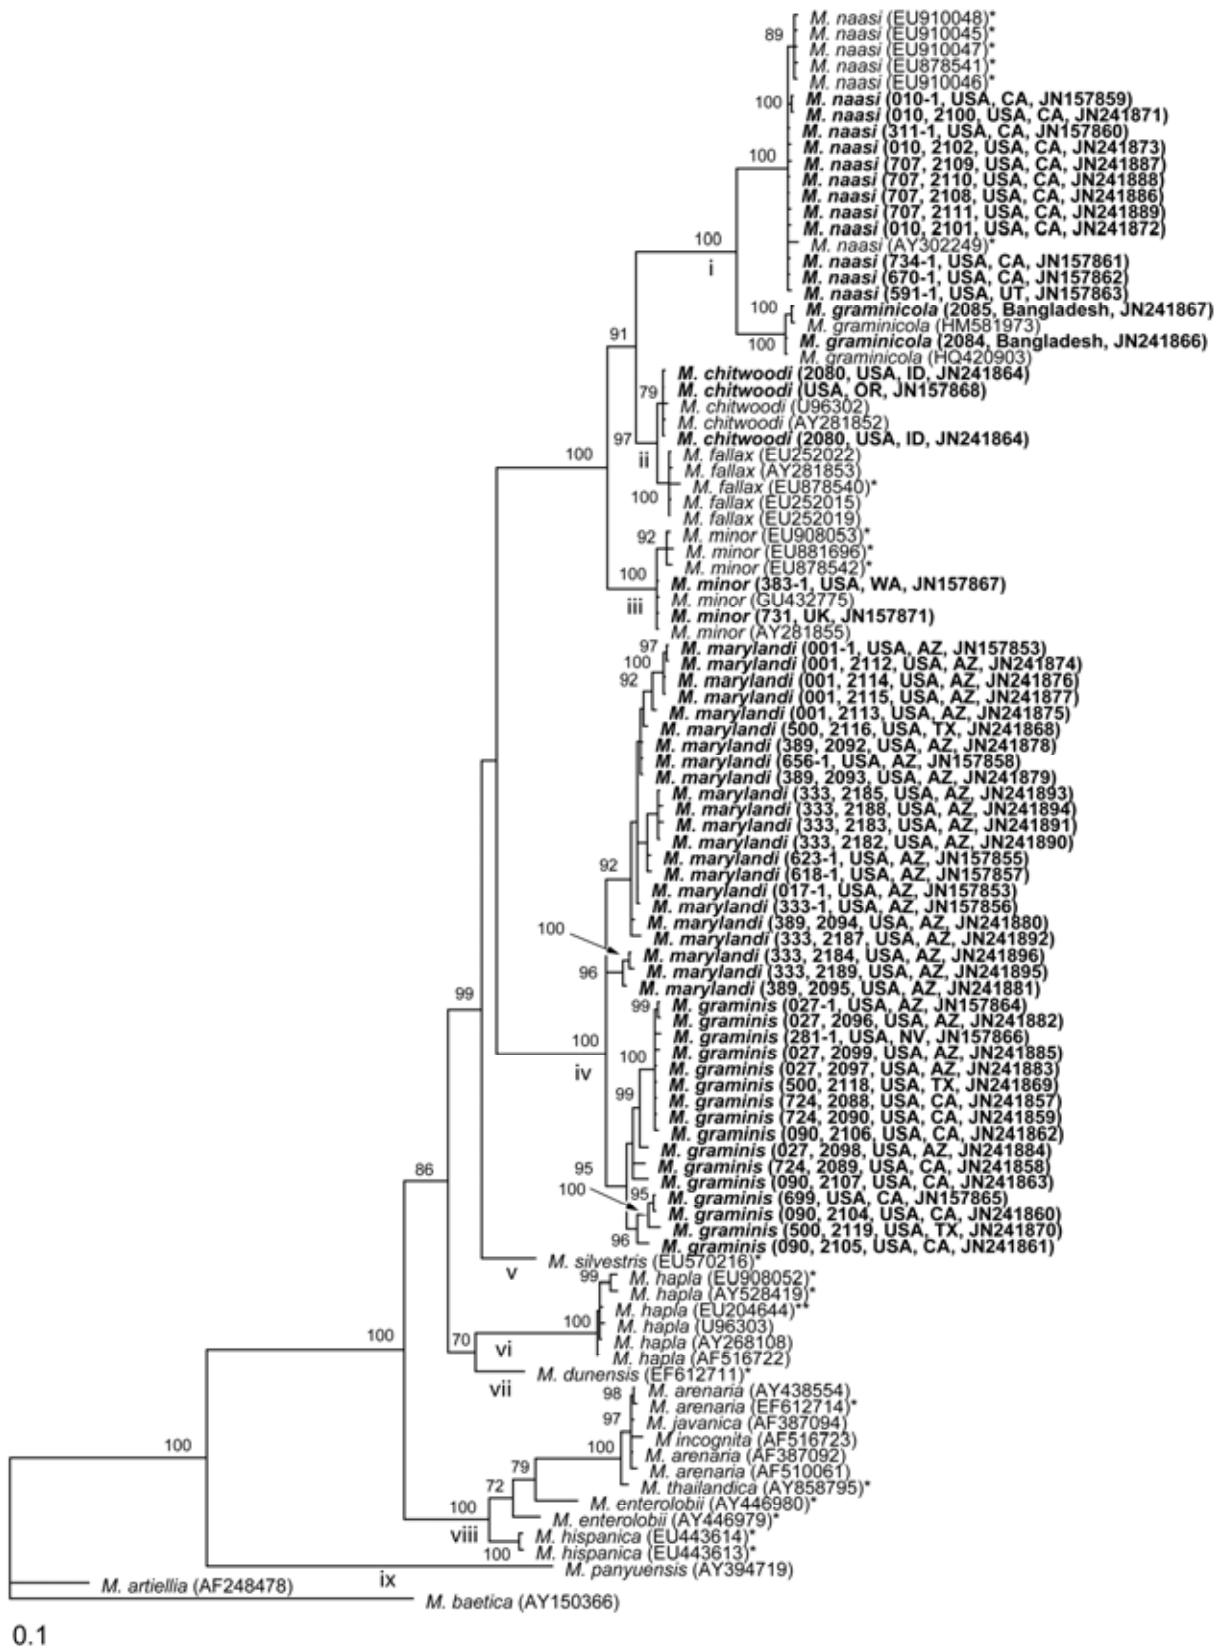 M. naasi (EU910048)*
89
M. naasi (EU910045)*
M. naasi (EU910047)*
M. naasi (EU878541)*
M. naasi (EU910046)*
100
M. naasi (010-1, USA, CA, JN157859)
M. naasi (010, 2100, USA, CA, JN241871)
M. naasi (311-1, USA, CA, JN157860)
M. naasi (010, 2102, USA, CA, JN241873)
100
M. naasi (707, 2109, USA, CA, JN241887)
M. naasi (707, 2110, USA, CA, JN241888)
M. naasi (707, 2108, USA, CA, JN241886)
M. naasi (707, 2111, USA, CA, JN241889)
M. naasi (010, 2101, USA, CA, JN241872)
100
M. naasi (AY302249)*
i
M. naasi (734-1, USA, CA, JN157861)
M. naasi (670-1, USA, CA, JN157862)
M. naasi (591-1, USA, UT, JN157863)
100
M. graminicola (2085, Bangladesh, JN241867)
M. graminicola (HM581973)
91
100
M. graminicola (2084, Bangladesh, JN241866)
M. graminicola (HQ420903)
M. chitwoodi (2080, USA, ID, JN241864)
79
M. chitwoodi (USA, OR, JN157868)
M. chitwoodi (U96302)
M. chitwoodi (AY281852)
97
M. chitwoodi (2080, USA, ID, JN241864)
100
ii
M. fallax (EU252022)
M. fallax (AY281853)
M. fallax (EU878540)*
100
M. fallax (EU252015)
M. fallax (EU252019)
92
M. minor (EU908053)*
M. minor (EU881696)*
M. minor (EU878542)*
100
M. minor (383-1, USA, WA, JN157867)
iii
M. minor (GU432775)
M. minor (731, UK, JN157871)
M. minor (AY281855)
97
M. marylandi (001-1, USA, AZ, JN157853)
100
M. marylandi (001, 2112, USA, AZ, JN241874)
92
M. marylandi (001, 2114, USA, AZ, JN241876)
M. marylandi (001, 2115, USA, AZ, JN241877)
M. marylandi (001, 2113, USA, AZ, JN241875)
M. marylandi (500, 2116, USA, TX, JN241868)
M. marylandi (389, 2092, USA, AZ, JN241878)
M. marylandi (656-1, USA, AZ, JN157858)
M. marylandi (389, 2093, USA, AZ, JN241879)
M. marylandi (333, 2185, USA, AZ, JN241893)
M. marylandi (333, 2188, USA, AZ, JN241894)
M. marylandi (333, 2183, USA, AZ, JN241891)
M. marylandi (333, 2182, USA, AZ, JN241890)
92
M. marylandi (623-1, USA, AZ, JN157855)
M. marylandi (618-1, USA, AZ, JN157857)
M. marylandi (017-1, USA, AZ, JN157853)
M. marylandi (333-1, USA, AZ, JN157856)
M. marylandi (389, 2094, USA, AZ, JN241880)
100
M. marylandi (333, 2187, USA, AZ, JN241892)
M. marylandi (333, 2184, USA, AZ, JN241896)
96
M. marylandi (333, 2189, USA, AZ, JN241895)
M. marylandi (389, 2095, USA, AZ, JN241881)
99
99
M. graminis (027-1, USA, AZ, JN157864)
M. graminis (027, 2096, USA, AZ, JN241882)
M. graminis (281-1, USA, NV, JN157866)
100
100
M. graminis (027, 2099, USA, AZ, JN241885)
iv
M. graminis (027, 2097, USA, AZ, JN241883)
M. graminis (500, 2118, USA, TX, JN241869)
99
M. graminis (724, 2088, USA, CA, JN241857)
M. graminis (724, 2090, USA, CA, JN241859)
M. graminis (090, 2106, USA, CA, JN241862)
M. graminis (027, 2098, USA, AZ, JN241884)
86
95
M. graminis (724, 2089, USA, CA, JN241858)
M. graminis (090, 2107, USA, CA, JN241863)
100
95
M. graminis (699, USA, CA, JN157865)
M. graminis (090, 2104, USA, CA, JN241860)
M. graminis (500, 2119, USA, TX, JN241870)
96
M. graminis (090, 2105, USA, CA, JN241861)
v
M. silvestris (EU570216)*
99
M. hapla (EU908052)*
M. hapla (AY528419)*
M. hapla (EU204644)**
100
100
M. hapla (U96303)
70
vi
M. hapla (AY268108)
M. hapla (AF516722)
M. dunensis (EF612711)*
vii
98
M. arenaria (AY438554)
M. arenaria (EF612714)*
97
M. javanica (AF387094)
M incognita (AF516723)
100
100
M. arenaria (AF387092)
79
M. arenaria (AF510061)
72
M. thailandica (AY858795)*
M. enterolobii (AY446980)*
100
M. enterolobii (AY446979)*
viii
M. hispanica (EU443614)*
100
M. hispanica (EU443613)*
M. panyuensis (AY394719)
ix
M. artiellia (AF248478)
M. baetica (AY150366)
0.1